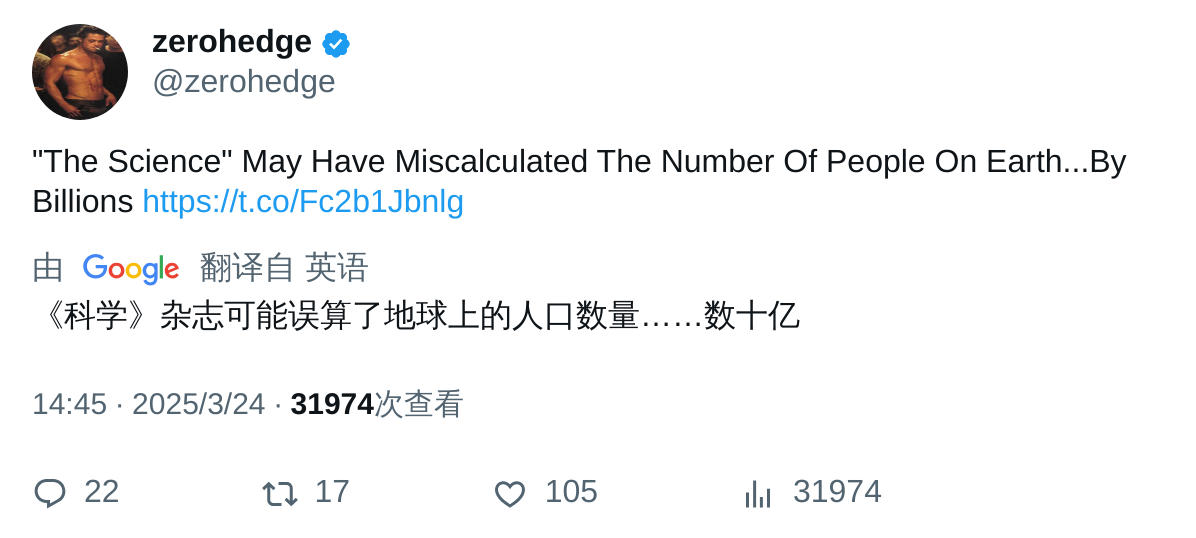 zerohedge
@zerohedge
"The Science" May Have Miscalculated The Number Of People On Earth...By
Billions https://t.co/Fc2b1Jbnlg
由 Google 翻译自 英语
《科学》杂志可能误算了地球上的人口数量……数十亿
14:45 · 2025/3/24 · 31974次查看
22 17 105 31974